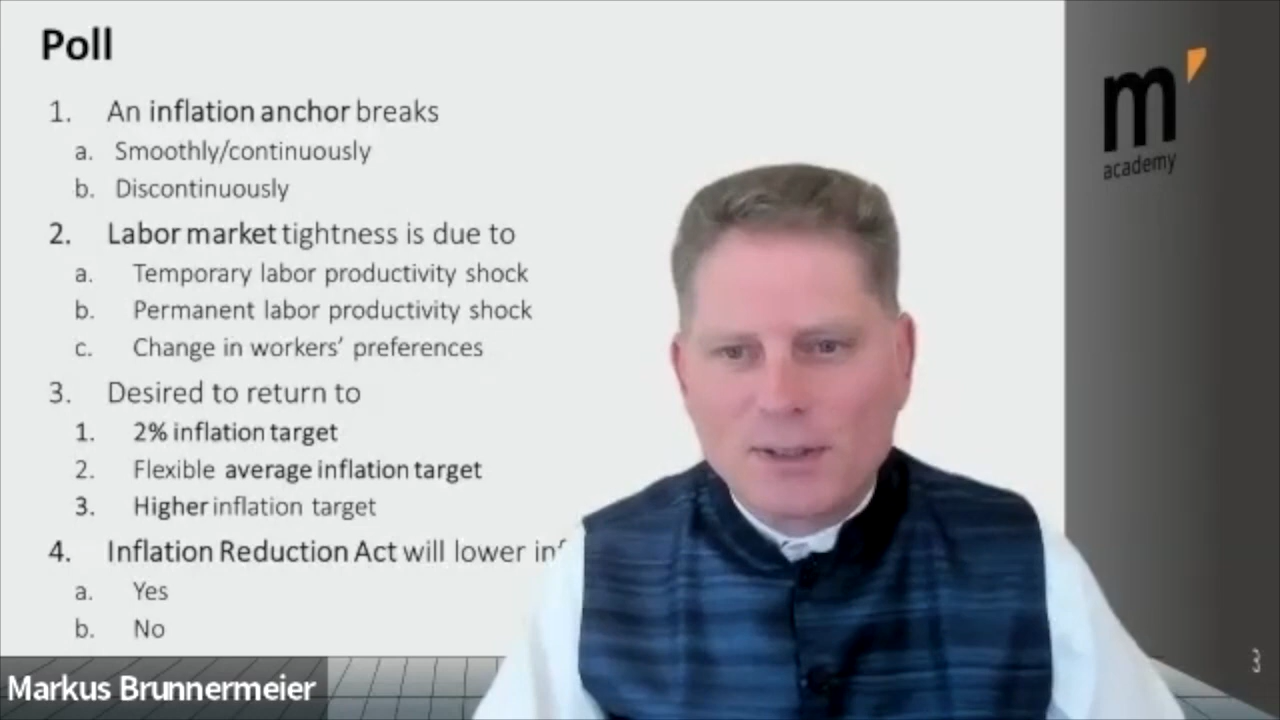 Poll
1. An inflation anchor breaks
a. Smoothly/continuously
b. Discontinuously
2. Labor market tightness is due to
a. Temporary labor productivity shock
b. Permanent labor productivity shock
c. Change in workers' preferences
3. Desired to return to
1. 2% inflation target
2. Flexible average inflation target
3. Higher inflation target
4. Inflation Reduction Act will lower
a. Yes
b. No
m
academy
3
Markus Brunnermeier